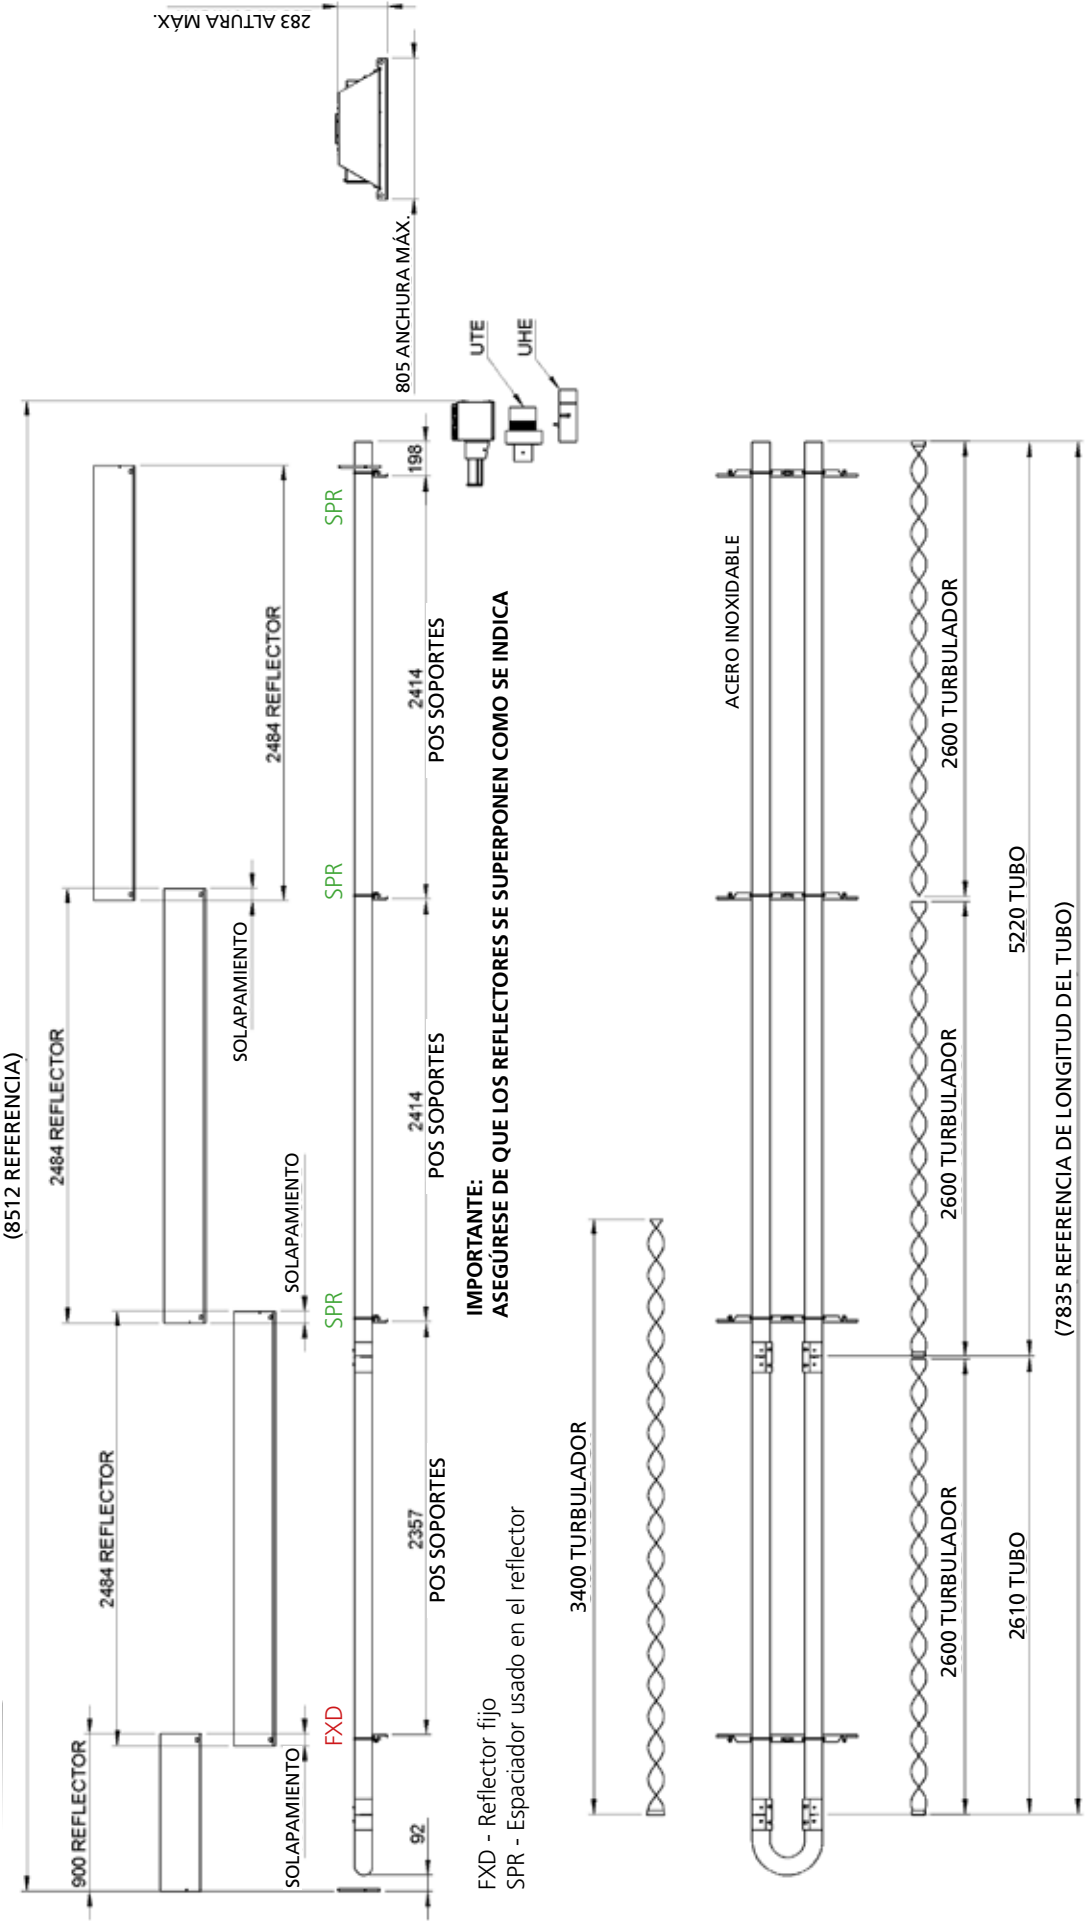 (8512 REFERENCIA)
900 REFLECTOR
2484 REFLECTOR
2484 REFLECTOR
2484 REFLECTOR
SOLAPAMIENTO
SOLAPAMIENTO
SOLAPAMIENTO
283 ALTURA MÁX.
805 ANCHURA MÁX.
FXD
SPR
SPR
SPR
92
2357
POS SOPORTES
2414
POS SOPORTES
2414
POS SOPORTES
198
UTE
UHE
FXD - Reflector fijo
SPR - Espaciador usado en el reflector
IMPORTANTE:
ASEGÚRESE DE QUE LOS REFLECTORES SE SUPERPONEN COMO SE INDICA
3400 TURBULADOR
ACERO INOXIDABLE
2600 TURBULADOR
2600 TURBULADOR
2600 TURBULADOR
2610 TUBO
5220 TUBO
(7835 REFERENCIA DE LONGITUD DEL TUBO)